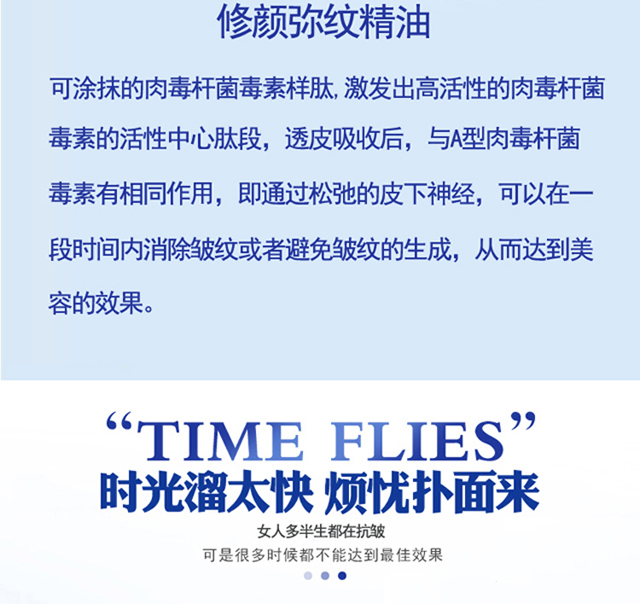 修颜弥纹精油
可涂抹的肉毒杆菌毒素样肽,激发出高活性的肉毒杆菌
毒素的活性中心肽段，透皮吸收后，与A型肉毒杆菌
毒素有相同作用，即通过松弛的皮下神经，可以在一
段时间内消除皱纹或者避免皱纹的生成，从而达到美
容的效果。
“TIME FLIES”
时光溜太快 烦忧扑面来
女人多半生都在抗皱
可是很多时候都不能达到最佳效果